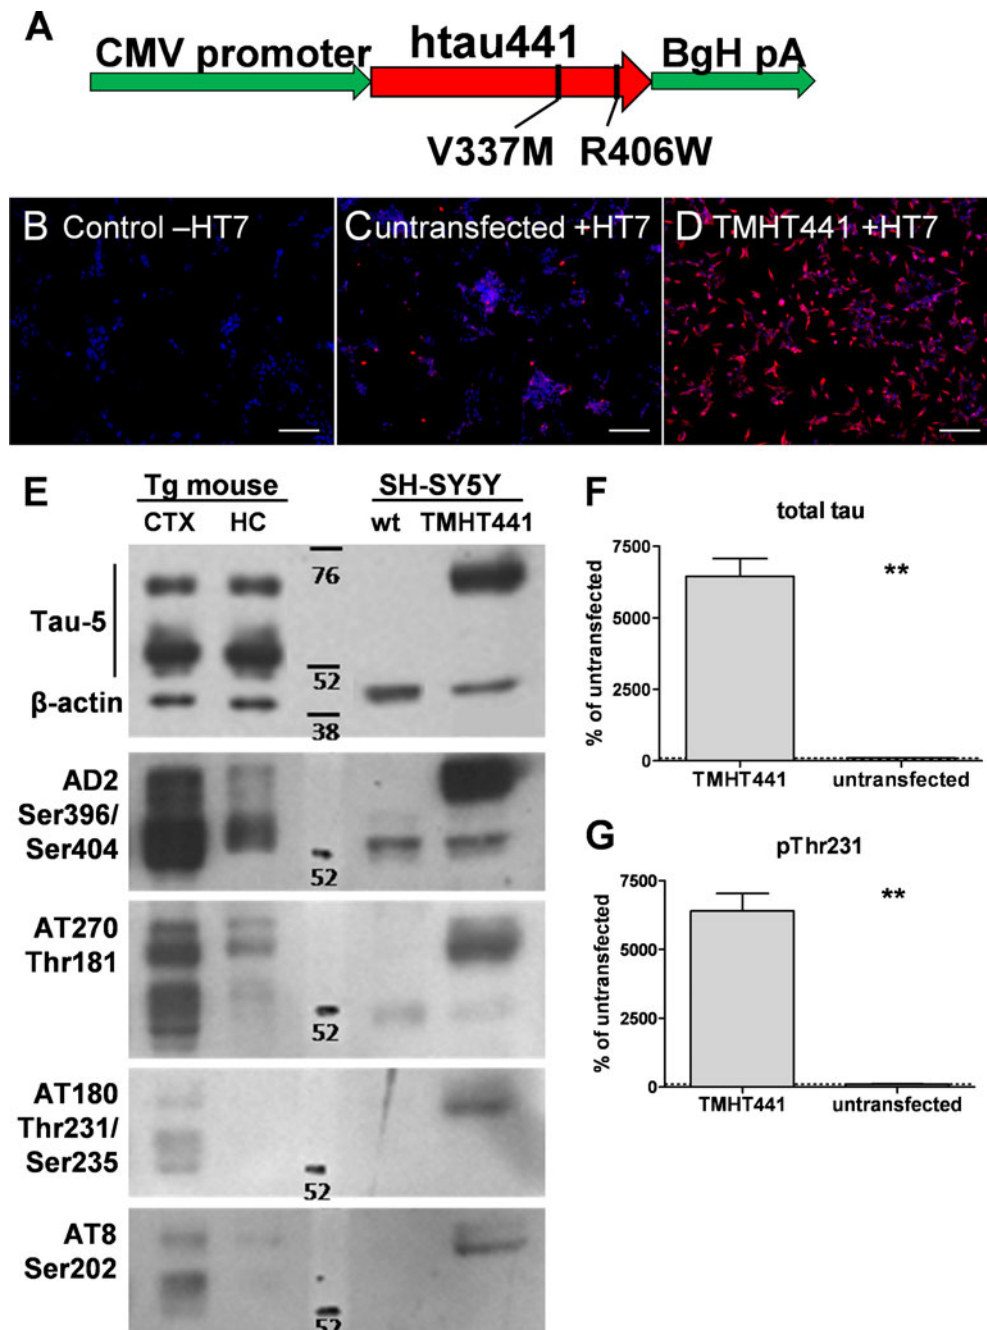 A
CMV promoter
htau441
BgH pA
V337M
R406W
B Control –HT7
C untransfected +HT7
D TMHT441 +HT7
E
Tg mouse
SH-SY5Y
CTX
HC
wt
TMHT441
76
Tau-5
52
β-actin
38
AD2
Ser396/
Ser404
52
AT270
Thr181
52
AT180
Thr231/
Ser235
52
AT8
Ser202
52
F
total tau
% of untransfected
7500
5000
2500
0
**
TMHT441
untransfected
G
pThr231
% of untransfected
7500
5000
2500
0
**
TMHT441
untransfected